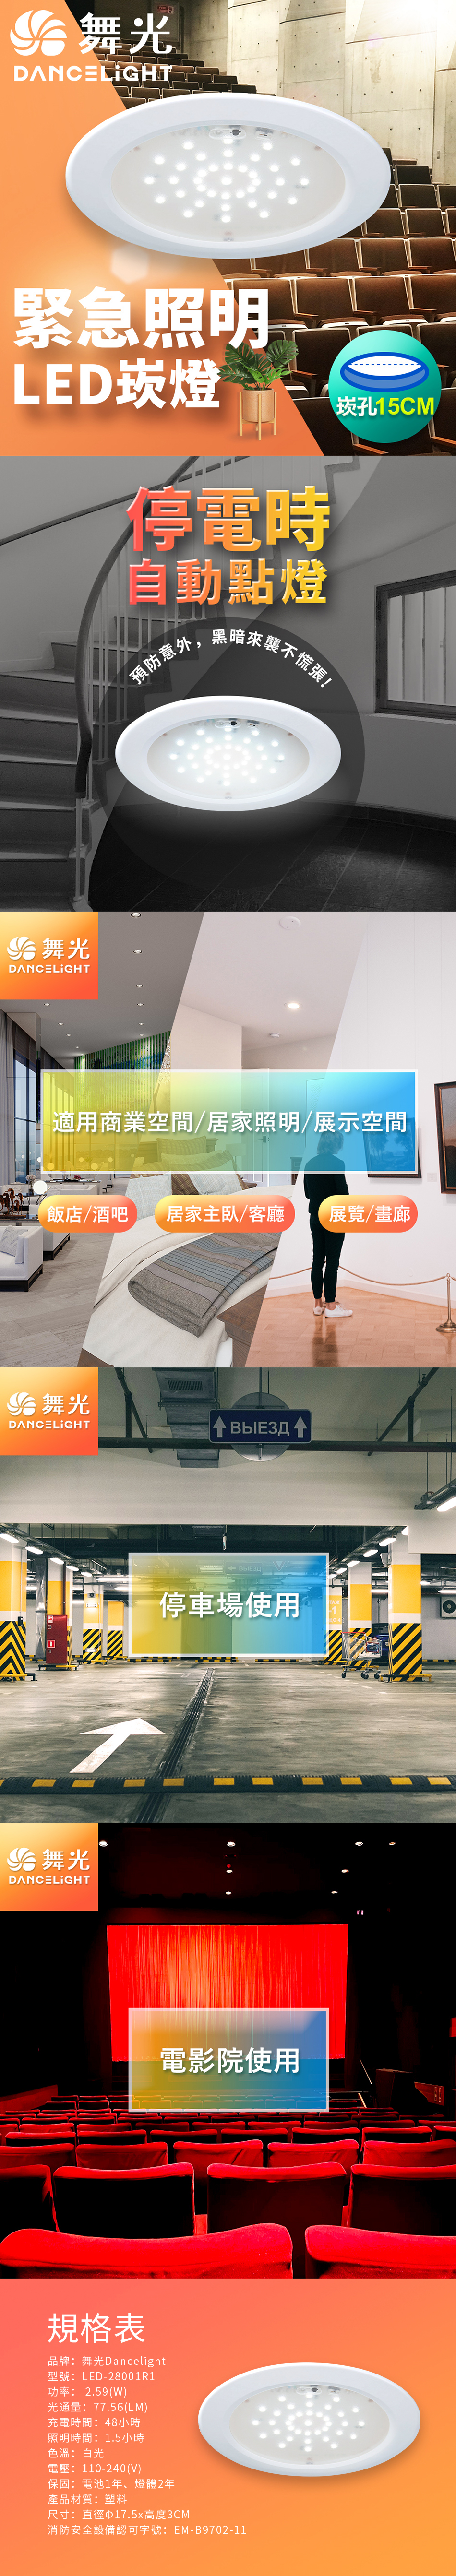 舞光
DANCELiGHT
緊急照明
LED崁燈
崁孔15CM
停電時
自動點燈
預防意外，黑暗來襲不慌張!
舞光
DANCELiGHT
適用商業空間/居家照明/展示空間
飯店/酒吧
居家主臥/客廳
展覽/畫廊
舞光
DANCELiGHT
ВЫЕЗД
停車場使用
舞光
DANCELiGHT
電影院使用
規格表
品牌：舞光Dancelight
型號：LED-28001R1
功率： 2.59(W)
光通量：77.56(LM)
充電時間：48小時
照明時間：1.5小時
色溫：白光
電壓：110-240(V)
保固：電池1年、燈體2年
產品材質：塑料
尺寸：直徑Φ17.5x高度3CM
消防安全設備認可字號：EM-B9702-11